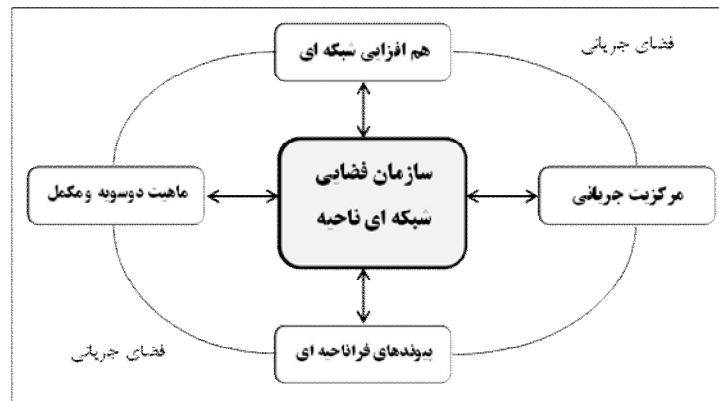 فضای جریانی
هم افزایی شبکه ای
سازمان فضایی
شبکه ای ناحیه
مرکزیت جریانی
ماهیت دوسویه و مکمل
پیوندهای فراناحیه ای
فضای جریانی